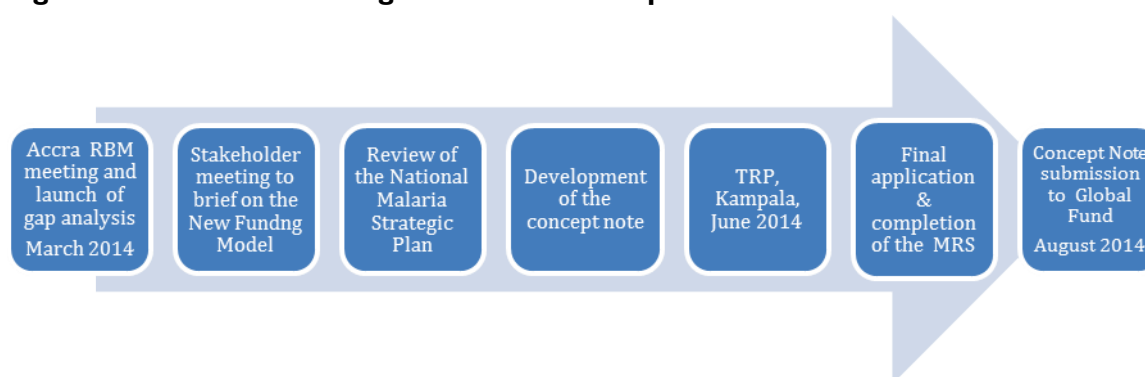 Accra RBM
meeting and
launch of
gap analysis
March 2014
Stakeholder
meeting to
brief on the
New Fundng
Model
Review of
the National
Malaria
Strategic
Plan
Development
of the
concept note
TRP,
Kampala,
June 2014
Final
application
&
completion
of the MRS
Concept Note
submission
to Global
Fund
August 2014